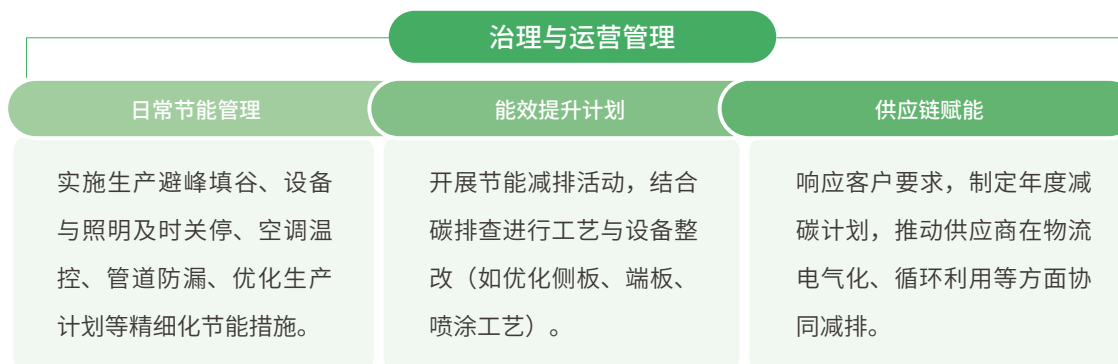 治理与运营管理
日常节能管理
实施生产避峰填谷、设备
与照明及时关停、空调温
控、管道防漏、优化生产
计划等精细化节能措施。
能效提升计划
开展节能减排活动，结合
碳排查进行工艺与设备整
改（如优化侧板、端板、
喷涂工艺）。
供应链赋能
响应客户要求，制定年度减
碳计划，推动供应商在物流
电气化、循环利用等方面协
同减排。